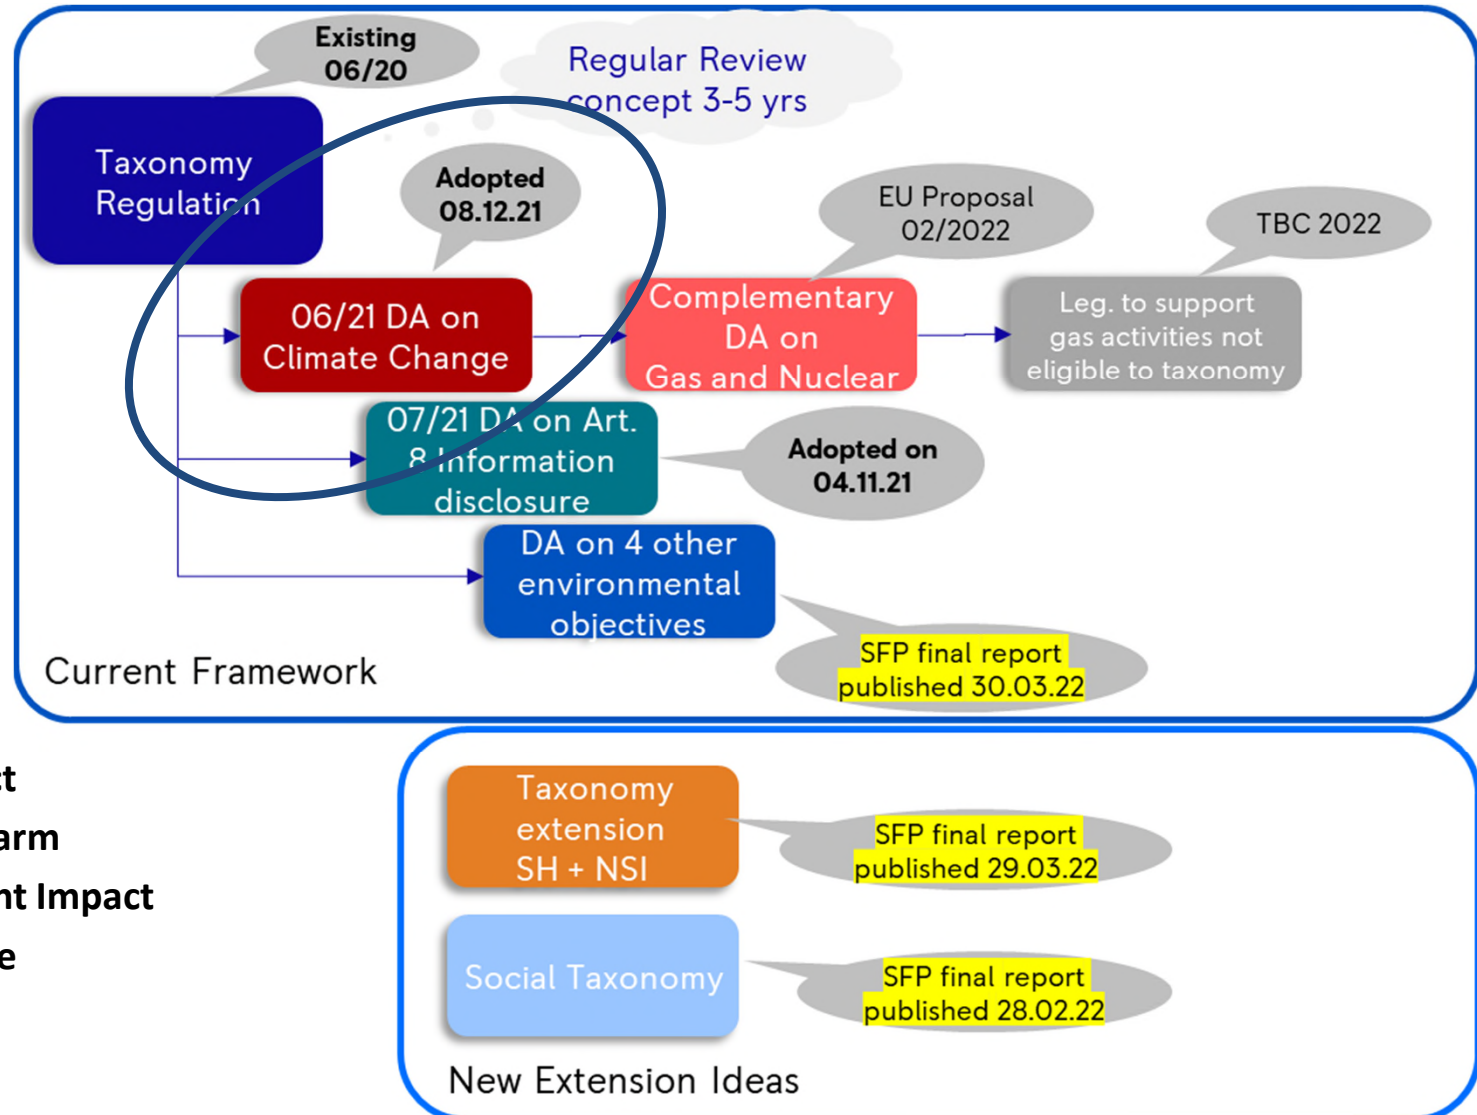 Existing
06/20
Regular Review
concept 3-5 yrs
Taxonomy
Regulation
Adopted
08.12.21
EU Proposal
02/2022
TBC 2022
06/21 DA on
Climate Change
Complementary
DA on
Gas and Nuclear
Leg. to support
gas activities not
eligible to taxonomy
07/21 DA on Art.
8 Information
disclosure
Adopted on
04.11.21
DA on 4 other
environmental
objectives
SFP final report
published 30.03.22
Current Framework
ct
arm
nt Impact
e
Taxonomy
extension
SH + NSI
SFP final report
published 29.03.22
Social Taxonomy
SFP final report
published 28.02.22
New Extension Ideas